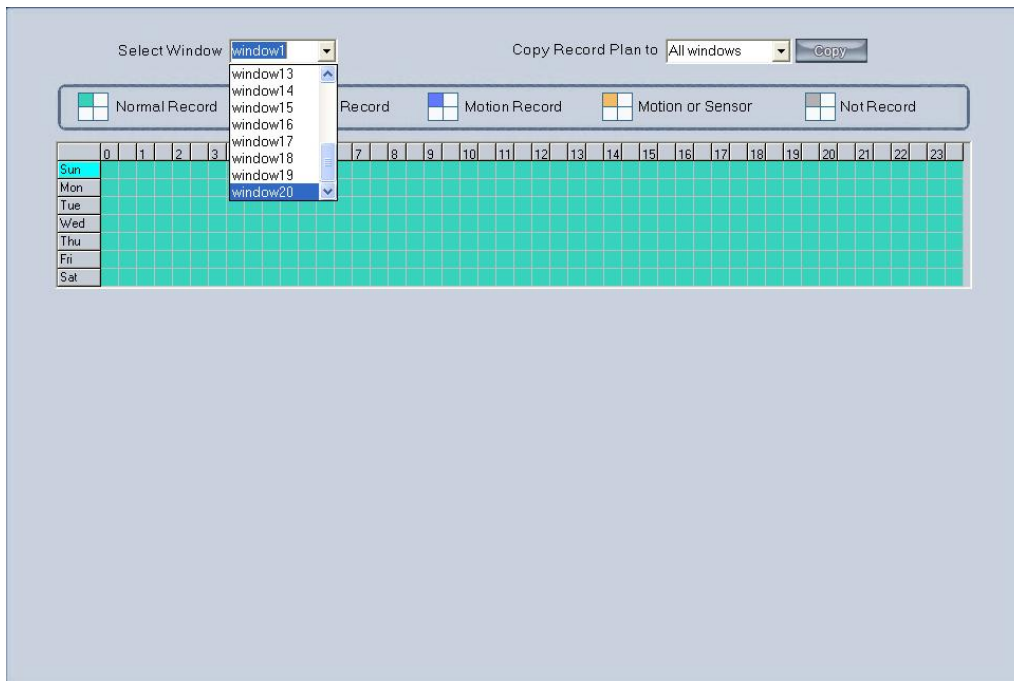 Select Window window1 Copy Record Plan to All windows Copy
window13
window14
Normal Record window15 Record Motion Record Motion or Sensor Not Record
window16
window17
window18
window19
window20
0 1 2 3 7 8 9 10 11 12 13 14 15 16 17 18 19 20 21 22 23
Sun
Mon
Tue
Wed
Thu
Fri
Sat